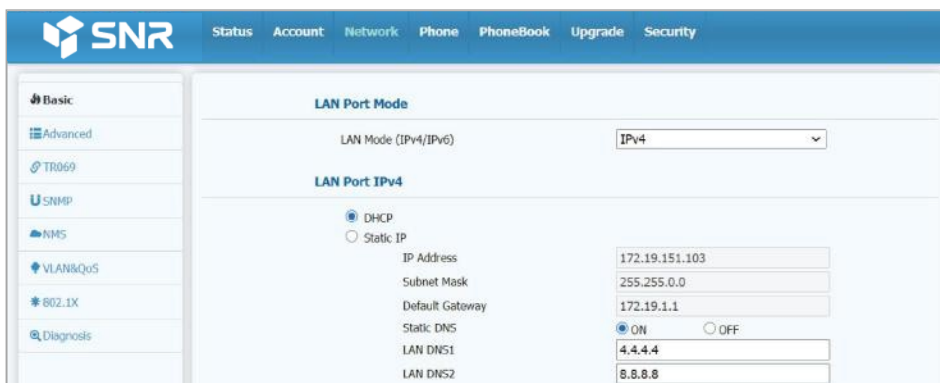 SNR
Status Account Network Phone PhoneBook Upgrade Security
Basic
Advanced
TR069
SNMP
NMS
VLAN&QoS
802.1X
Diagnosis
LAN Port Mode
LAN Mode (IPv4/IPv6) IPv4
LAN Port IPv4
DHCP
Static IP
IP Address 172.19.151.103
Subnet Mask 255.255.0.0
Default Gateway 172.19.1.1
Static DNS ON OFF
LAN DNS1 4.4.4.4
LAN DNS2 8.8.8.8